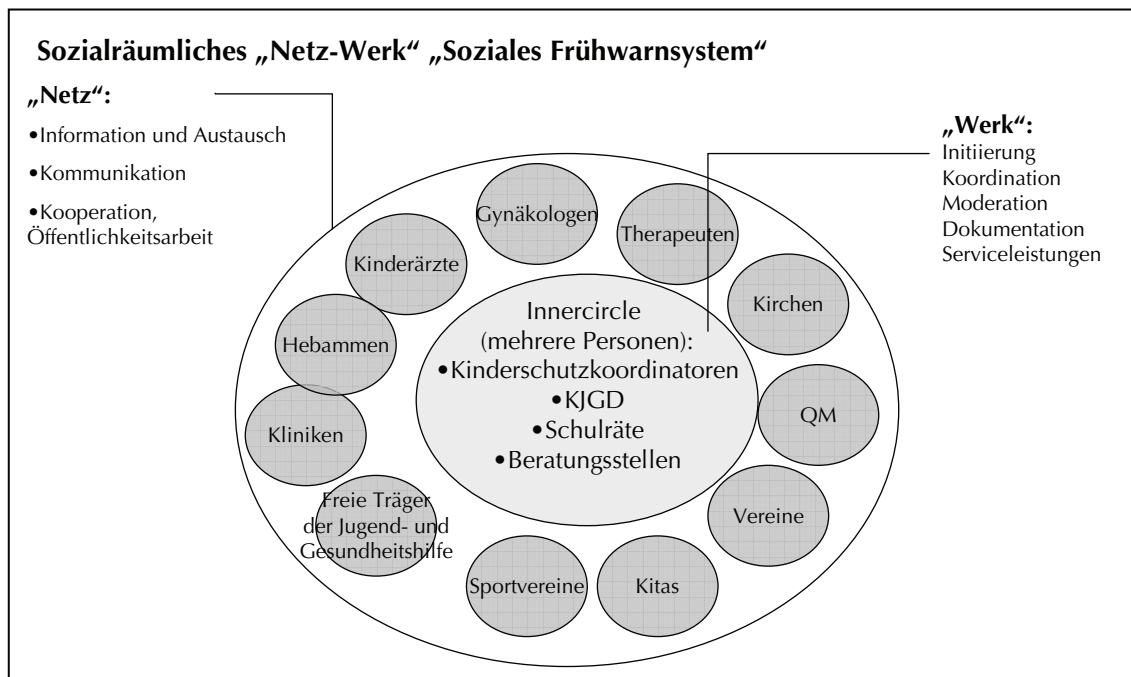 Sozialräumliches „Netz-Werk“ „Soziales Frühwarnsystem“
„Netz“:
•Information und Austausch
•Kommunikation
•Kooperation,
Öffentlichkeitsarbeit
„Werk“:
Initiierung
Koordination
Moderation
Dokumentation
Serviceleistungen
Gynäkologen
Therapeuten
Kinderärzte
Kirchen
Hebammen
Innercircle
(mehrere Personen):
•Kinderschutzkoordinatoren
•KJGD
•Schulräte
•Beratungsstellen
QM
Kliniken
Vereine
Freie Träger
der Jugend- und
Gesundheitshilfe
Sportvereine
Kitas